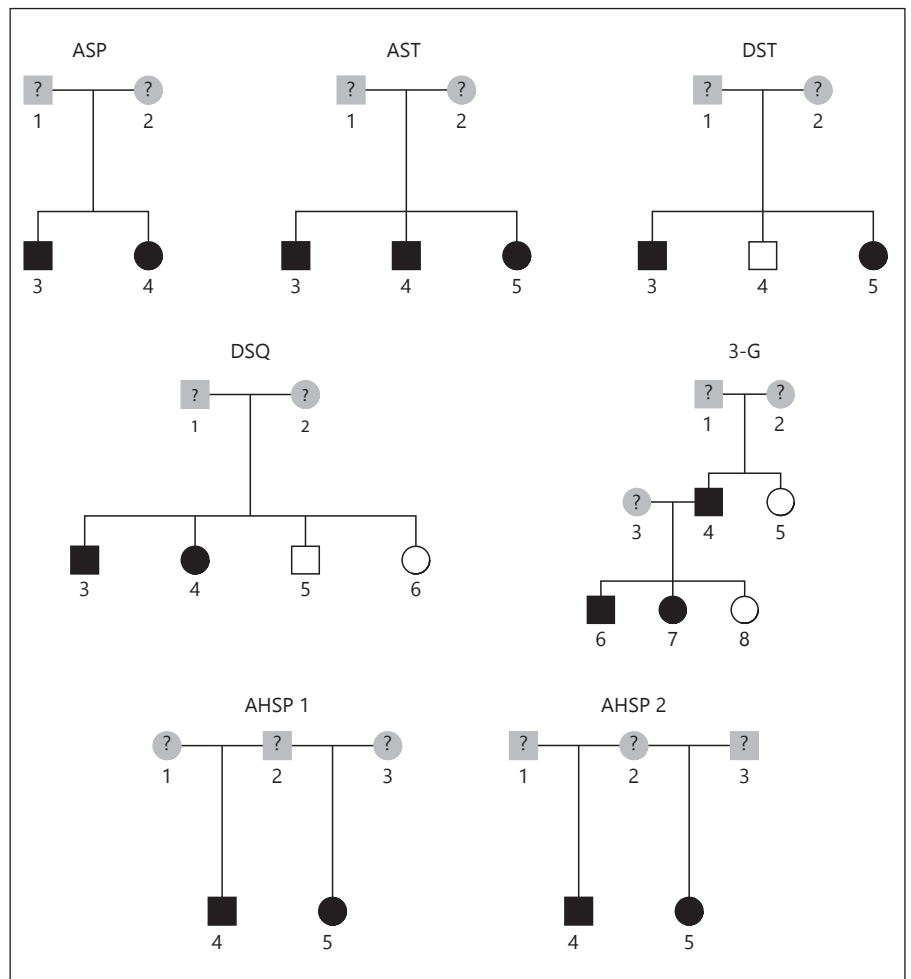 ASP AST DST
? ? ? ? ? ?
1 2 1 2 1 2
3 4 3 4 5 3 4 5
DSQ 3-G
? ? ? ?
1 2 1 2
?
3 4 5
3 4 5 6
6 7 8
AHSP 1 AHSP 2
? ? ? ? ? ?
1 2 3 1 2 3
4 5 4 5